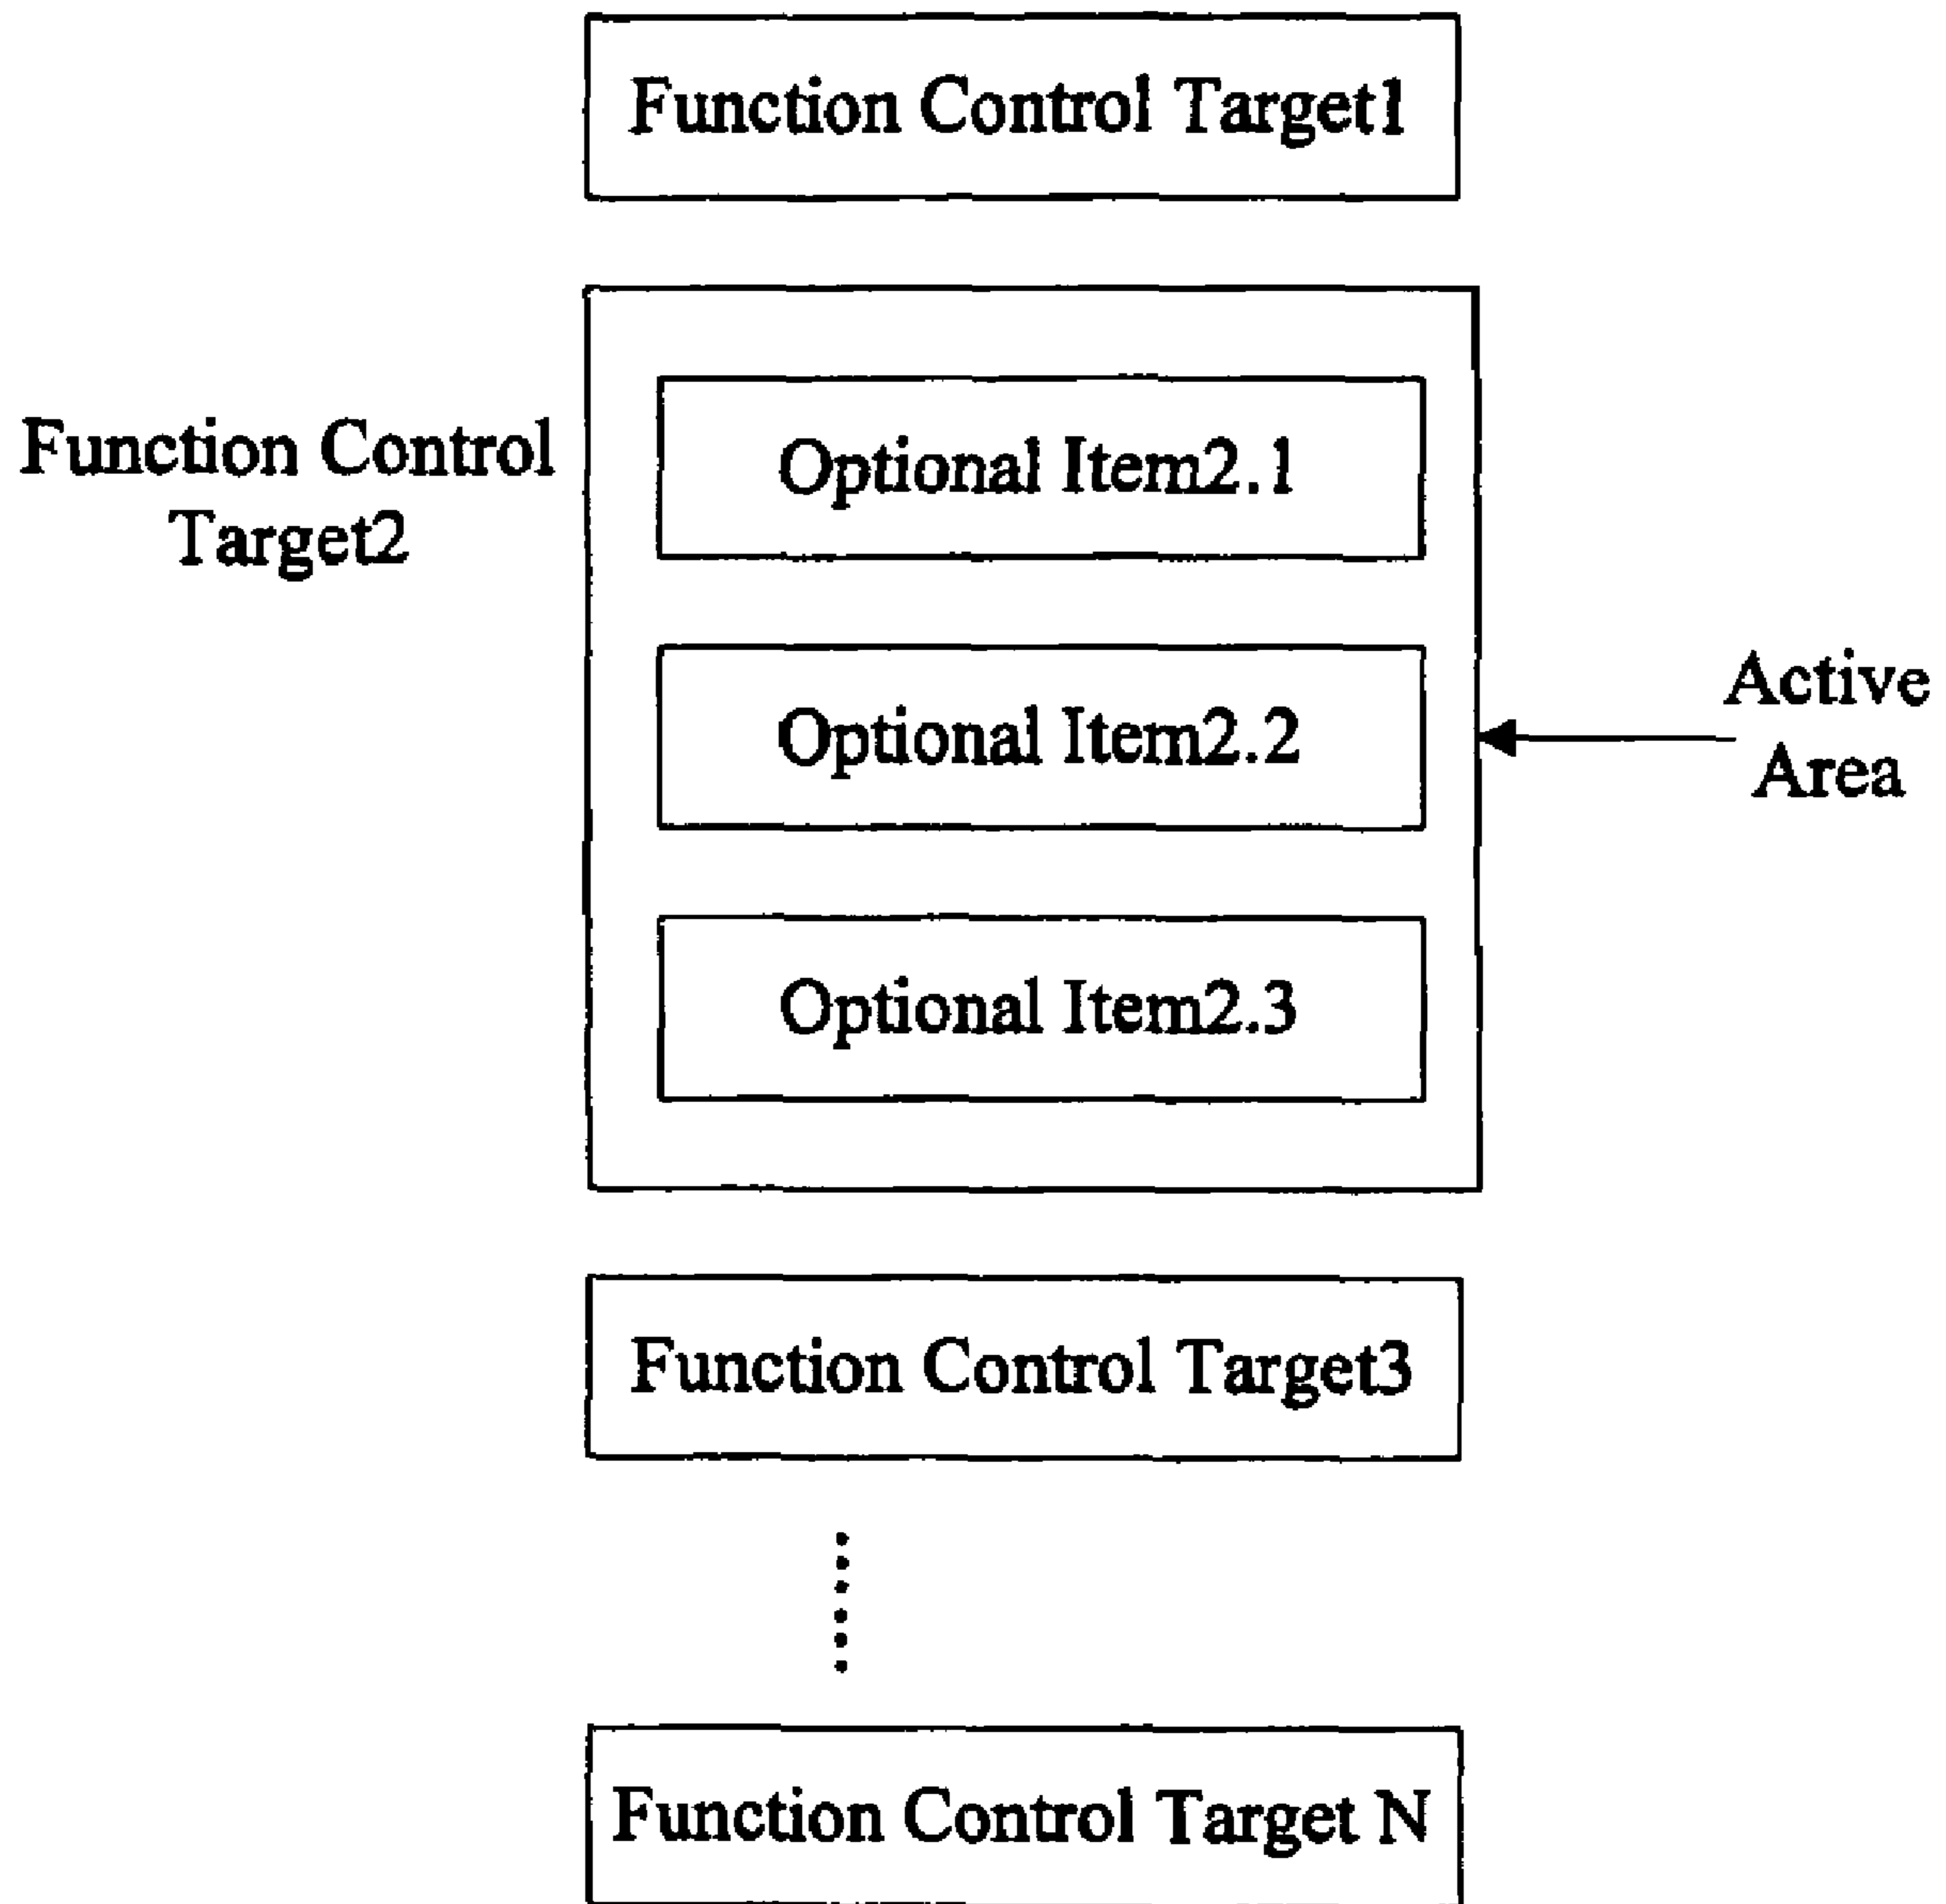 Function Control Target1
Function Control
Target2
Optional Item2.1
Optional Item2.2
Optional Item2.3
Active
Area
Function Control Target3
Function Control Target N